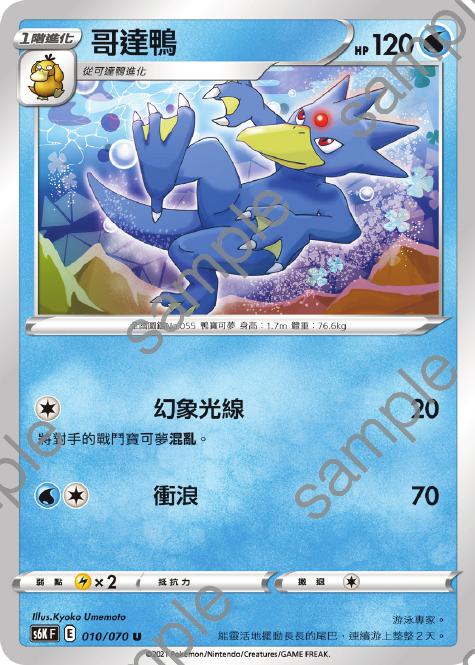 1階進化
哥達鴨
HP 120
從可達鴨進化
全國圖鑑No.055 鴨寶可夢 身高：1.7m 體重：76.6kg
幻象光線 20
將對手的戰鬥寶可夢混亂。
衝浪 70
弱點 ×2 抵抗力 撤退
Illus.Kyoko Umemoto
S6K F E 010/070 U
游泳專家。
能靈活地擺動長長的尾巴、連續游上整整2天。
©2021 Pokémon/Nintendo/Creatures/GAME FREAK.
sample
sample
sample
sample
sample
sample